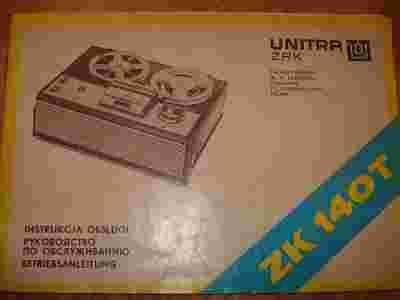 UNITRA
ZRK
INSTRUKCJA OBSŁUGI
РУКОВОДСТВО
ПО ОБСЛУЖИВАНИЮ
BETRIEBSANLEITUNG
ZK 140T